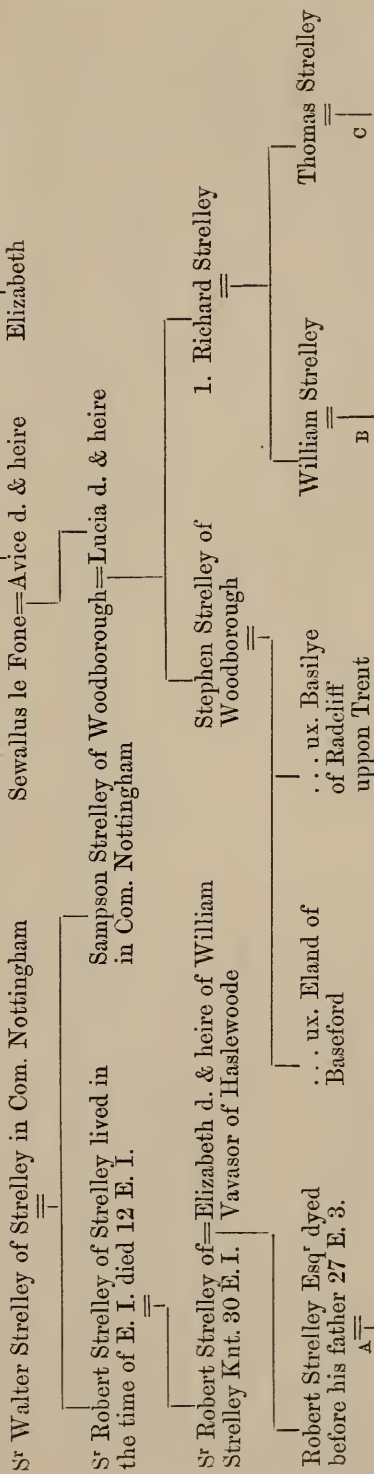 Sr Walter Strelley of Strelley in Com. Nottingham
Sewallus le Fone=Avice d. & heire
Elizabeth
Sr Robert Strelley of Strelley lived in
the time of E. I. died 12 E. I.
Sampson Strelley of Woodborough=Lucia d. & heire
in Com. Nottingham
Sr Robert Strelley of=Elizabeth d. & heire of William
Strelley Knt. 30 E. I. Vavasor of Haslewoode
Stephen Strelley of
Woodborough
1. Richard Strelley
Robert Strelley Esqr dyed
before his father 27 E. 3.
A
. . . ux. Eland of
Baseford
. . . ux. Basilye
of Radcliff
uppon Trent
William Strelley
B
Thomas Strelley
C